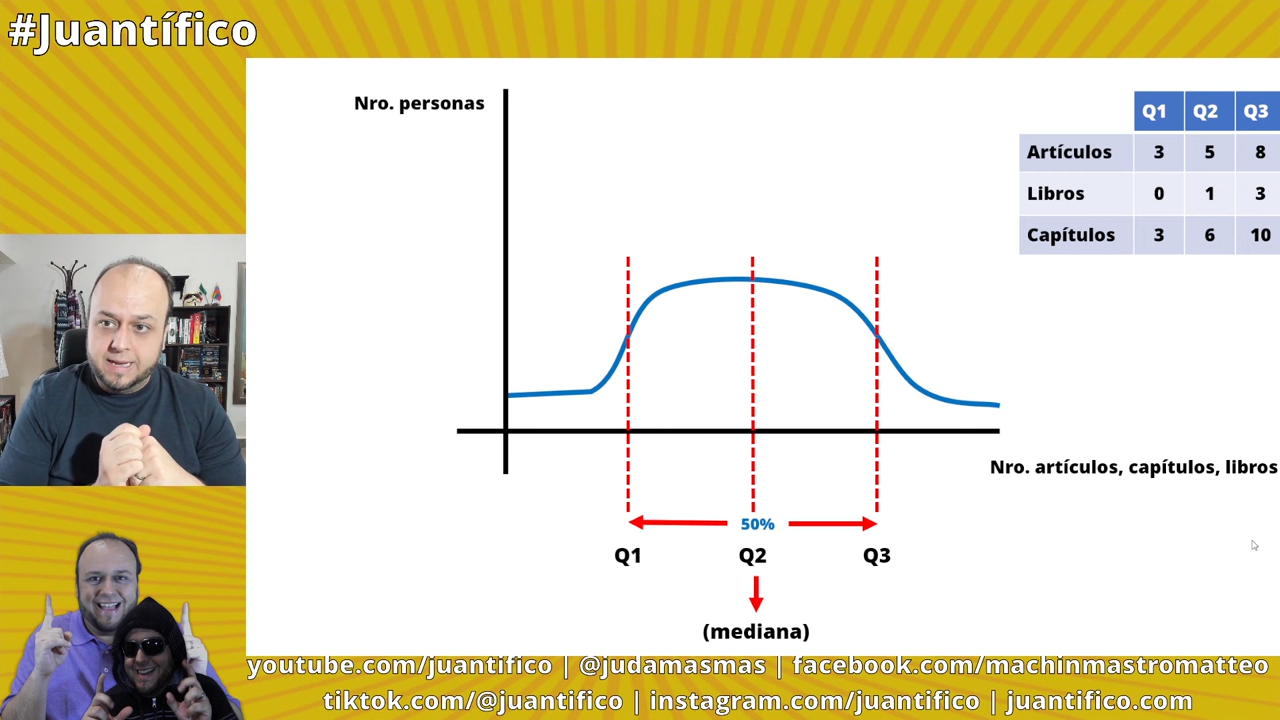 #Juantífico
Nro. personas
Q1 Q2 Q3
Artículos 3 5 8
Libros 0 1 3
Capítulos 3 6 10
Nro. artículos, capítulos, libros
50%
Q1 Q2 Q3
(mediana)
youtube.com/juantifico | @judamasmas | facebook.com/machinmastromatteo
tiktok.com/@juantifico | instagram.com/juantifico | juantifico.com